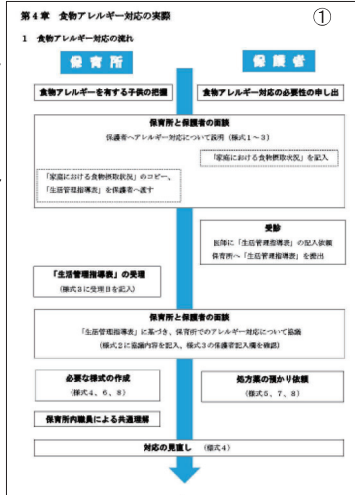 第4章 食物アレルギー対応の実際
①
1 食物アレルギー対応の流れ
保育所
保護者
食物アレルギーを有する子供の把握
食物アレルギー対応の必要性の申し出
保育所と保護者の面談
保護者へアレルギー対応について説明(様式1~3)
「家庭における食物摂取状況」を記入
「家庭における食物摂取状況」のコピー、
「生活管理指導表」を保護者へ渡す
受診
医師に「生活管理指導表」の記入依頼
保育所へ「生活管理指導表」を提出
「生活管理指導表」の受理
(様式3に受理日を記入)
保育所と保護者の面談
「生活管理指導表」に基づき、保育所でのアレルギー対応について協議
(様式2に協議内容を記入、様式3の保護者記入欄を確認)
必要な様式の作成
(様式4、6、8)
処方薬の預かり依頼
(様式5、7、8)
保育所内職員による共通理解
対応の見直し (様式4)